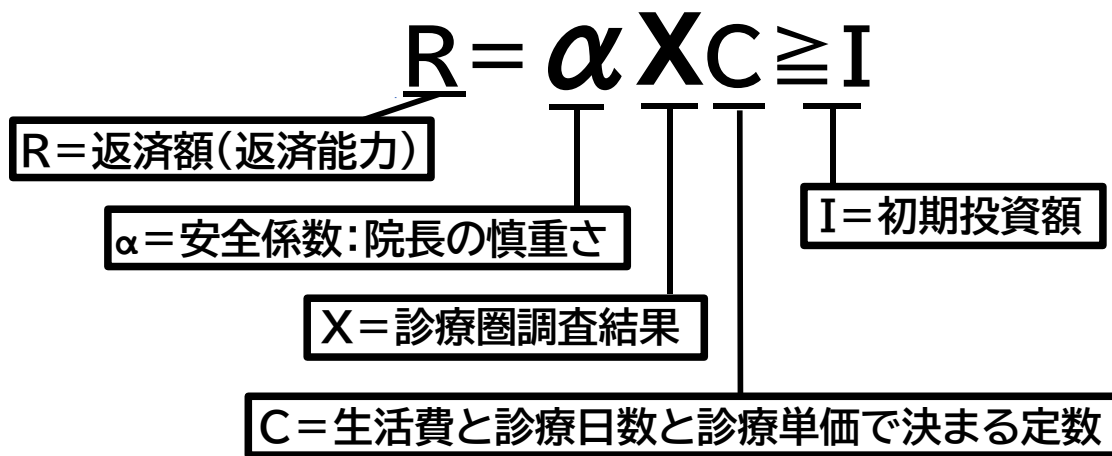 R=αXC≧I
R=返済額(返済能力)
I=初期投資額
α=安全係数:院長の慎重さ
X=診療圏調査結果
C=生活費と診療日数と診療単価で決まる定数